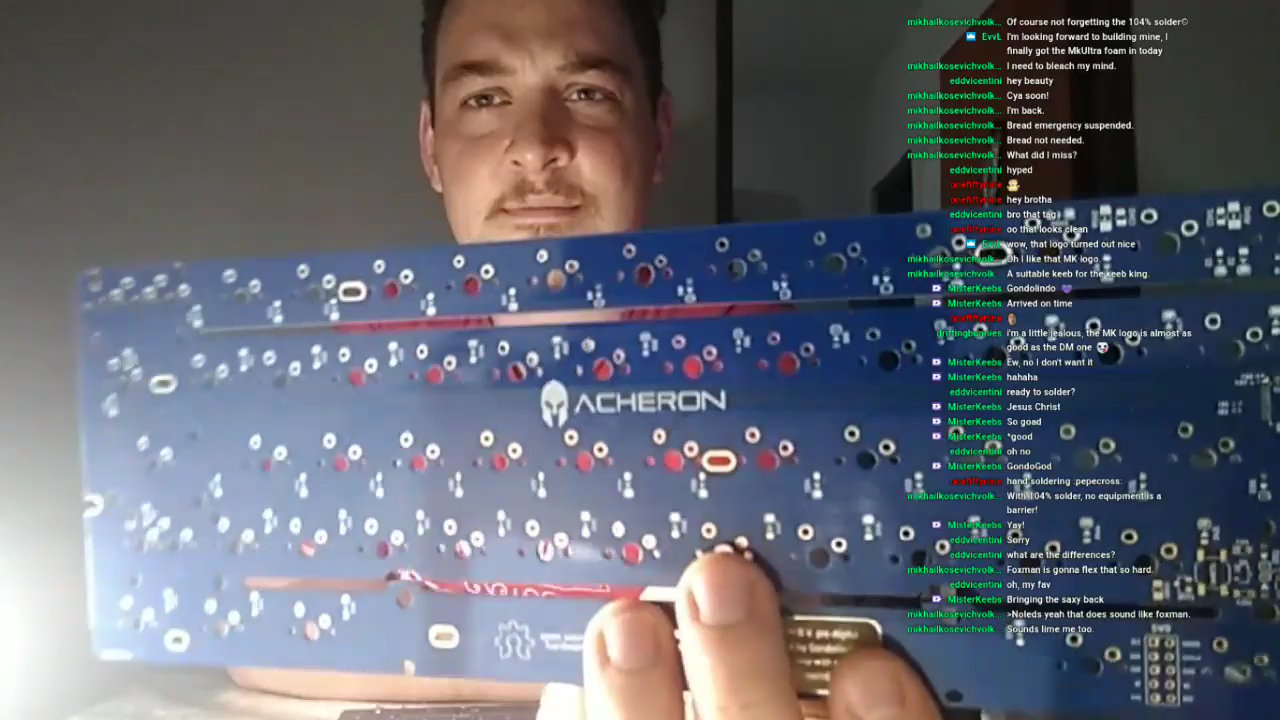 mikhailkosevichvolk... Of course not forgetting the 104% solder©
EvvL I'm looking forward to building mine, I
finally got the MkUltra foam in today
mikhailkosevichvolk... I need to bleach my mind.
eddvicentini hey beauty
mikhailkosevichvolk... Cya soon!
mikhailkosevichvolk... I'm back.
mikhailkosevichvolk... Bread emergency suspended.
mikhailkosevichvolk... Bread not needed.
mikhailkosevichvolk... What did I miss?
eddvicentini hyped
onefiftynine
onefiftynine hey brotha
eddvicentini bro that tag
onefiftynine oo that looks clean
EvvL wow, that logo turned out nice
mikhailkosevichvolk... Oh I like that MK logo.
mikhailkosevichvolk... A suitable keeb for the keeb king.
MisterKeebs Gondolindo
MisterKeebs Arrived on time
onefiftynine
driftingbunnies i'm a little jealous, the MK logo is almost as
good as the DM one
MisterKeebs Ew, no I don't want it
MisterKeebs hahaha
eddvicentini ready to solder?
MisterKeebs Jesus Christ
MisterKeebs So goad
MisterKeebs *good
eddvicentini oh no
MisterKeebs GondoGod
onefiftynine hand soldering :pepecross:
mikhailkosevichvolk... With 104% solder, no equipment is a
barrier!
MisterKeebs Yay!
eddvicentini Sorry
eddvicentini what are the differences?
mikhailkosevichvolk... Foxman is gonna flex that so hard.
eddvicentini oh, my fav
MisterKeebs Bringing the saxy back
mikhailkosevichvolk... >Noleds yeah that does sound like foxman.
mikhailkosevichvolk... Sounds lime me too.
ACHERON